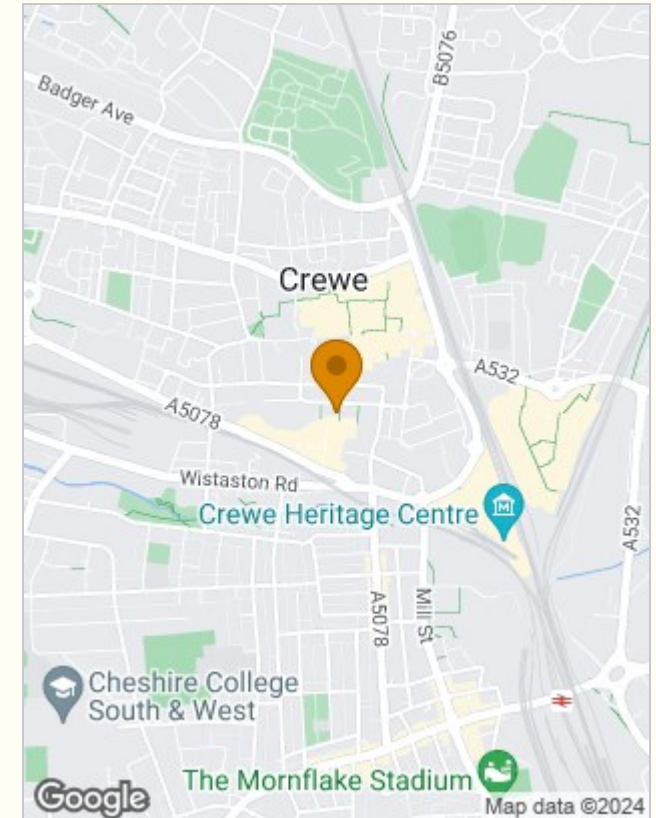 B5076
Badger Ave
Crewe
A532
A5078
Wistaston Rd
Crewe Heritage Centre
M
A532
A5078
Mill St
Cheshire College
South & West
The Mornflake Stadium
Google
Map data ©2024